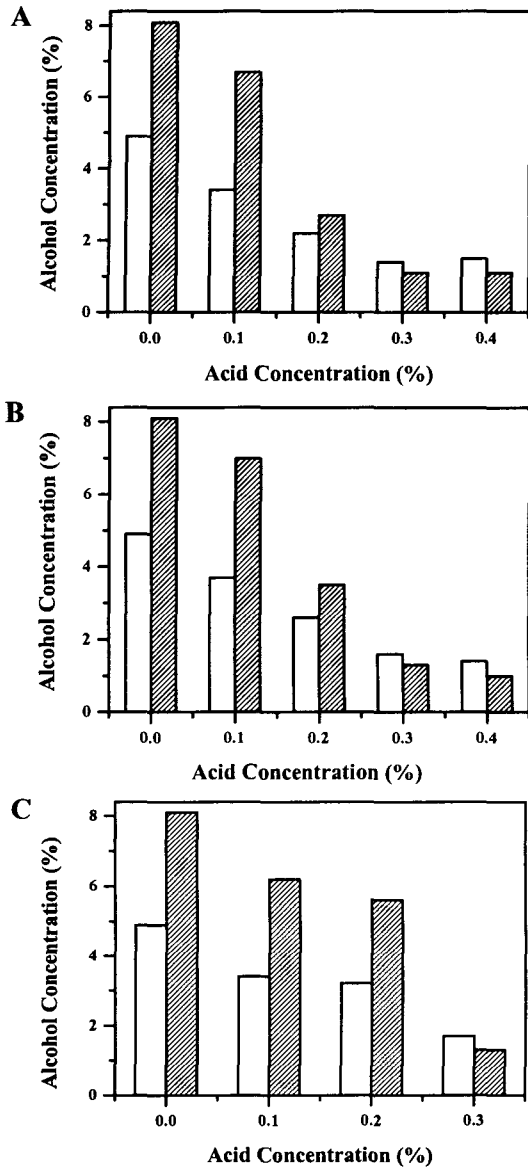 A
Alcohol Concentration (%)
8
6
4
2
0
0.0 0.1 0.2 0.3 0.4
Acid Concentration (%)
B
Alcohol Concentration (%)
8
6
4
2
0
0.0 0.1 0.2 0.3 0.4
Acid Concentration (%)
C
Alcohol Concentration (%)
8
6
4
2
0
0.0 0.1 0.2 0.3
Acid Concentration (%)